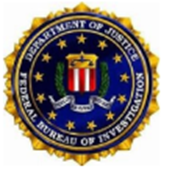 DEPARTMENT OF JUSTICE
FEDERAL BUREAU OF INVESTIGATION